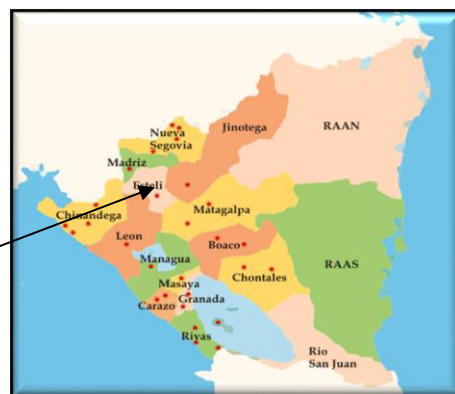 Jinotega
RAAN
Nueva
Segovia
Madriz
Esteli
Matagalpa
Chinandega
Leon
Boaco
Managua
RAAS
Chontales
Masaya
Granada
Carazo
Rivas
Rio
San Juan